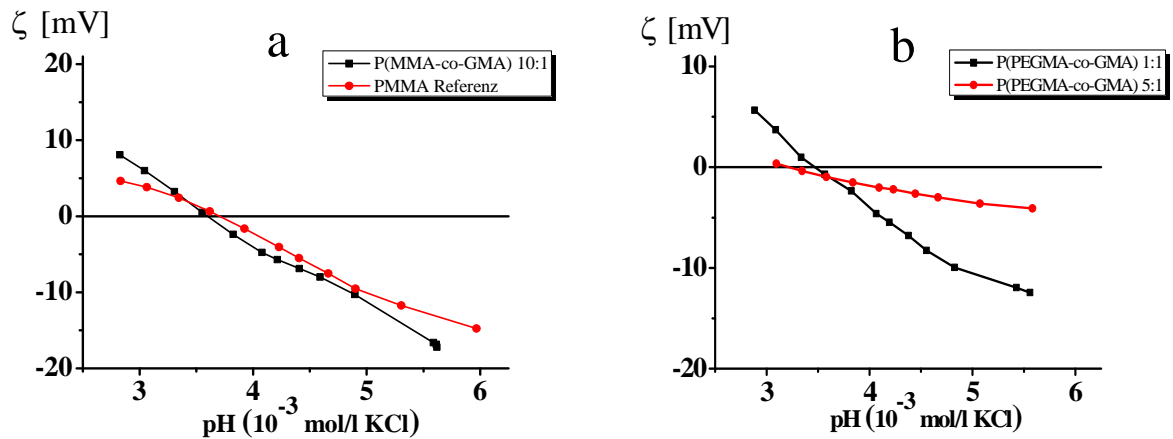 ζ [mV]
a
P(MMA-co-GMA) 10:1
PMMA Referenz
20
10
0
-10
-20
3 4 5 6
pH (10⁻³ mol/l KCl)
ζ [mV]
b
P(PEGMA-co-GMA) 1:1
P(PEGMA-co-GMA) 5:1
10
0
-10
-20
3 4 5 6
pH (10⁻³ mol/l KCl)